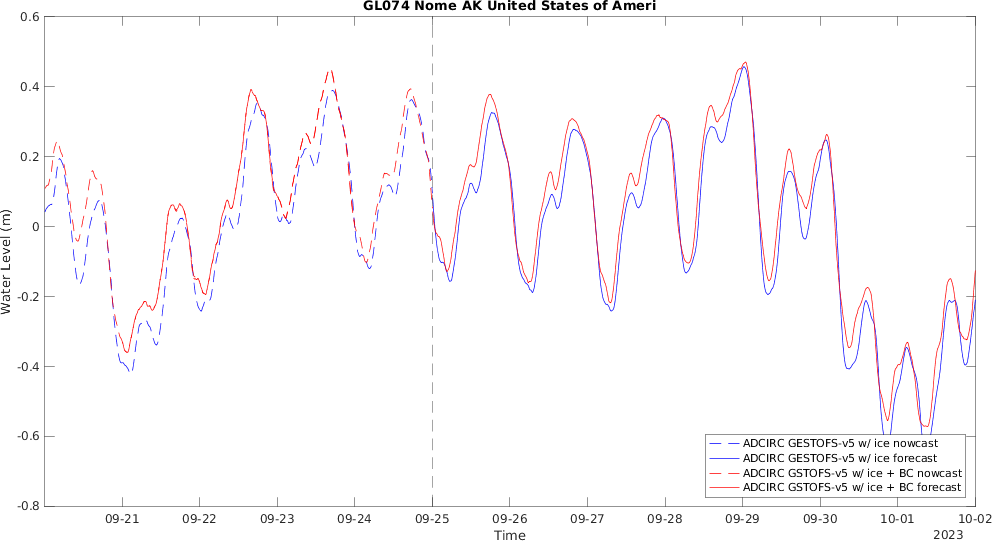 GL074 Nome AK United States of Ameri
0.6
0.4
0.2
0
-0.2
-0.4
-0.6
-0.8
Water Level (m)
ADCIRC GESTOFS-v5 w/ ice nowcast
ADCIRC GESTOFS-v5 w/ ice forecast
ADCIRC GSTOFS-v5 w/ ice + BC nowcast
ADCIRC GSTOFS-v5 w/ ice + BC forecast
09-21 09-22 09-23 09-24 09-25 09-26 09-27 09-28 09-29 09-30 10-01 10-02
Time
2023